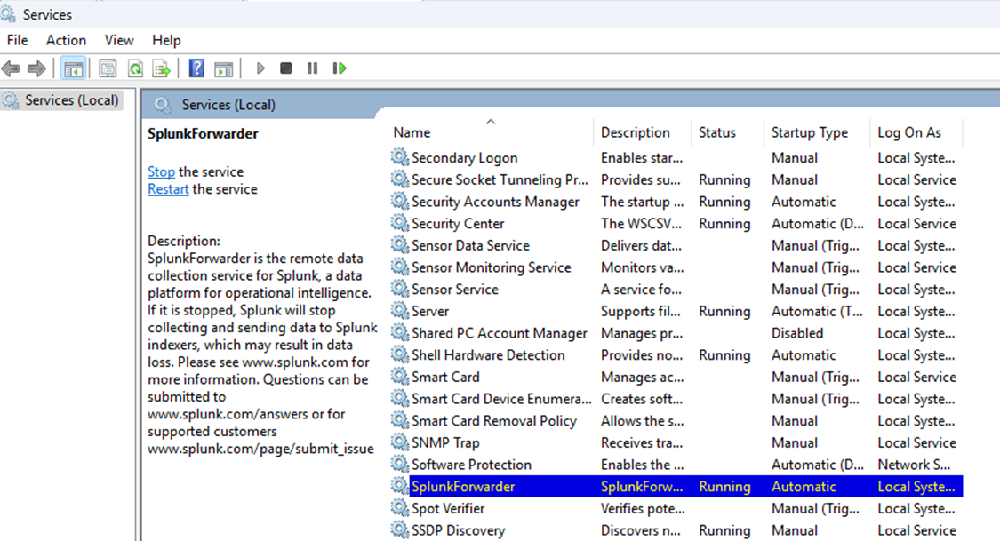 Services
File Action View Help
Services (Local)
Services (Local)
SplunkForwarder
Stop the service
Restart the service
Description:
SplunkForwarder is the remote data
collection service for Splunk, a data
platform for operational intelligence.
If it is stopped, Splunk will stop
collecting and sending data to Splunk
indexers, which may result in data
loss. Please see www.splunk.com for
more information. Questions can be
submitted to
www.splunk.com/answers or for
supported customers
www.splunk.com/page/submit_issue
Name Description Status Startup Type Log On As
Secondary Logon Enables star... Manual Local Syste...
Secure Socket Tunneling Pr... Provides su... Running Manual Local Service
Security Accounts Manager The startup ... Running Automatic Local Syste...
Security Center The WSCSV... Running Automatic (D... Local Service
Sensor Data Service Delivers dat... Manual (Trig... Local Syste...
Sensor Monitoring Service Monitors va... Manual (Trig... Local Service
Sensor Service A service fo... Manual (Trig... Local Syste...
Server Supports fil... Running Automatic (T... Local Syste...
Shared PC Account Manager Manages pr... Disabled Local Syste...
Shell Hardware Detection Provides no... Running Automatic Local Syste...
Smart Card Manages ac... Manual (Trig... Local Service
Smart Card Device Enumera... Creates soft... Manual (Trig... Local Syste...
Smart Card Removal Policy Allows the s... Manual Local Syste...
SNMP Trap Receives tra... Manual Local Service
Software Protection Enables the ... Automatic (D... Network S...
SplunkForwarder SplunkForw... Running Automatic Local Syste...
Spot Verifier Verifies pote... Manual (Trig... Local Syste...
SSDP Discovery Discovers n... Running Manual Local Service